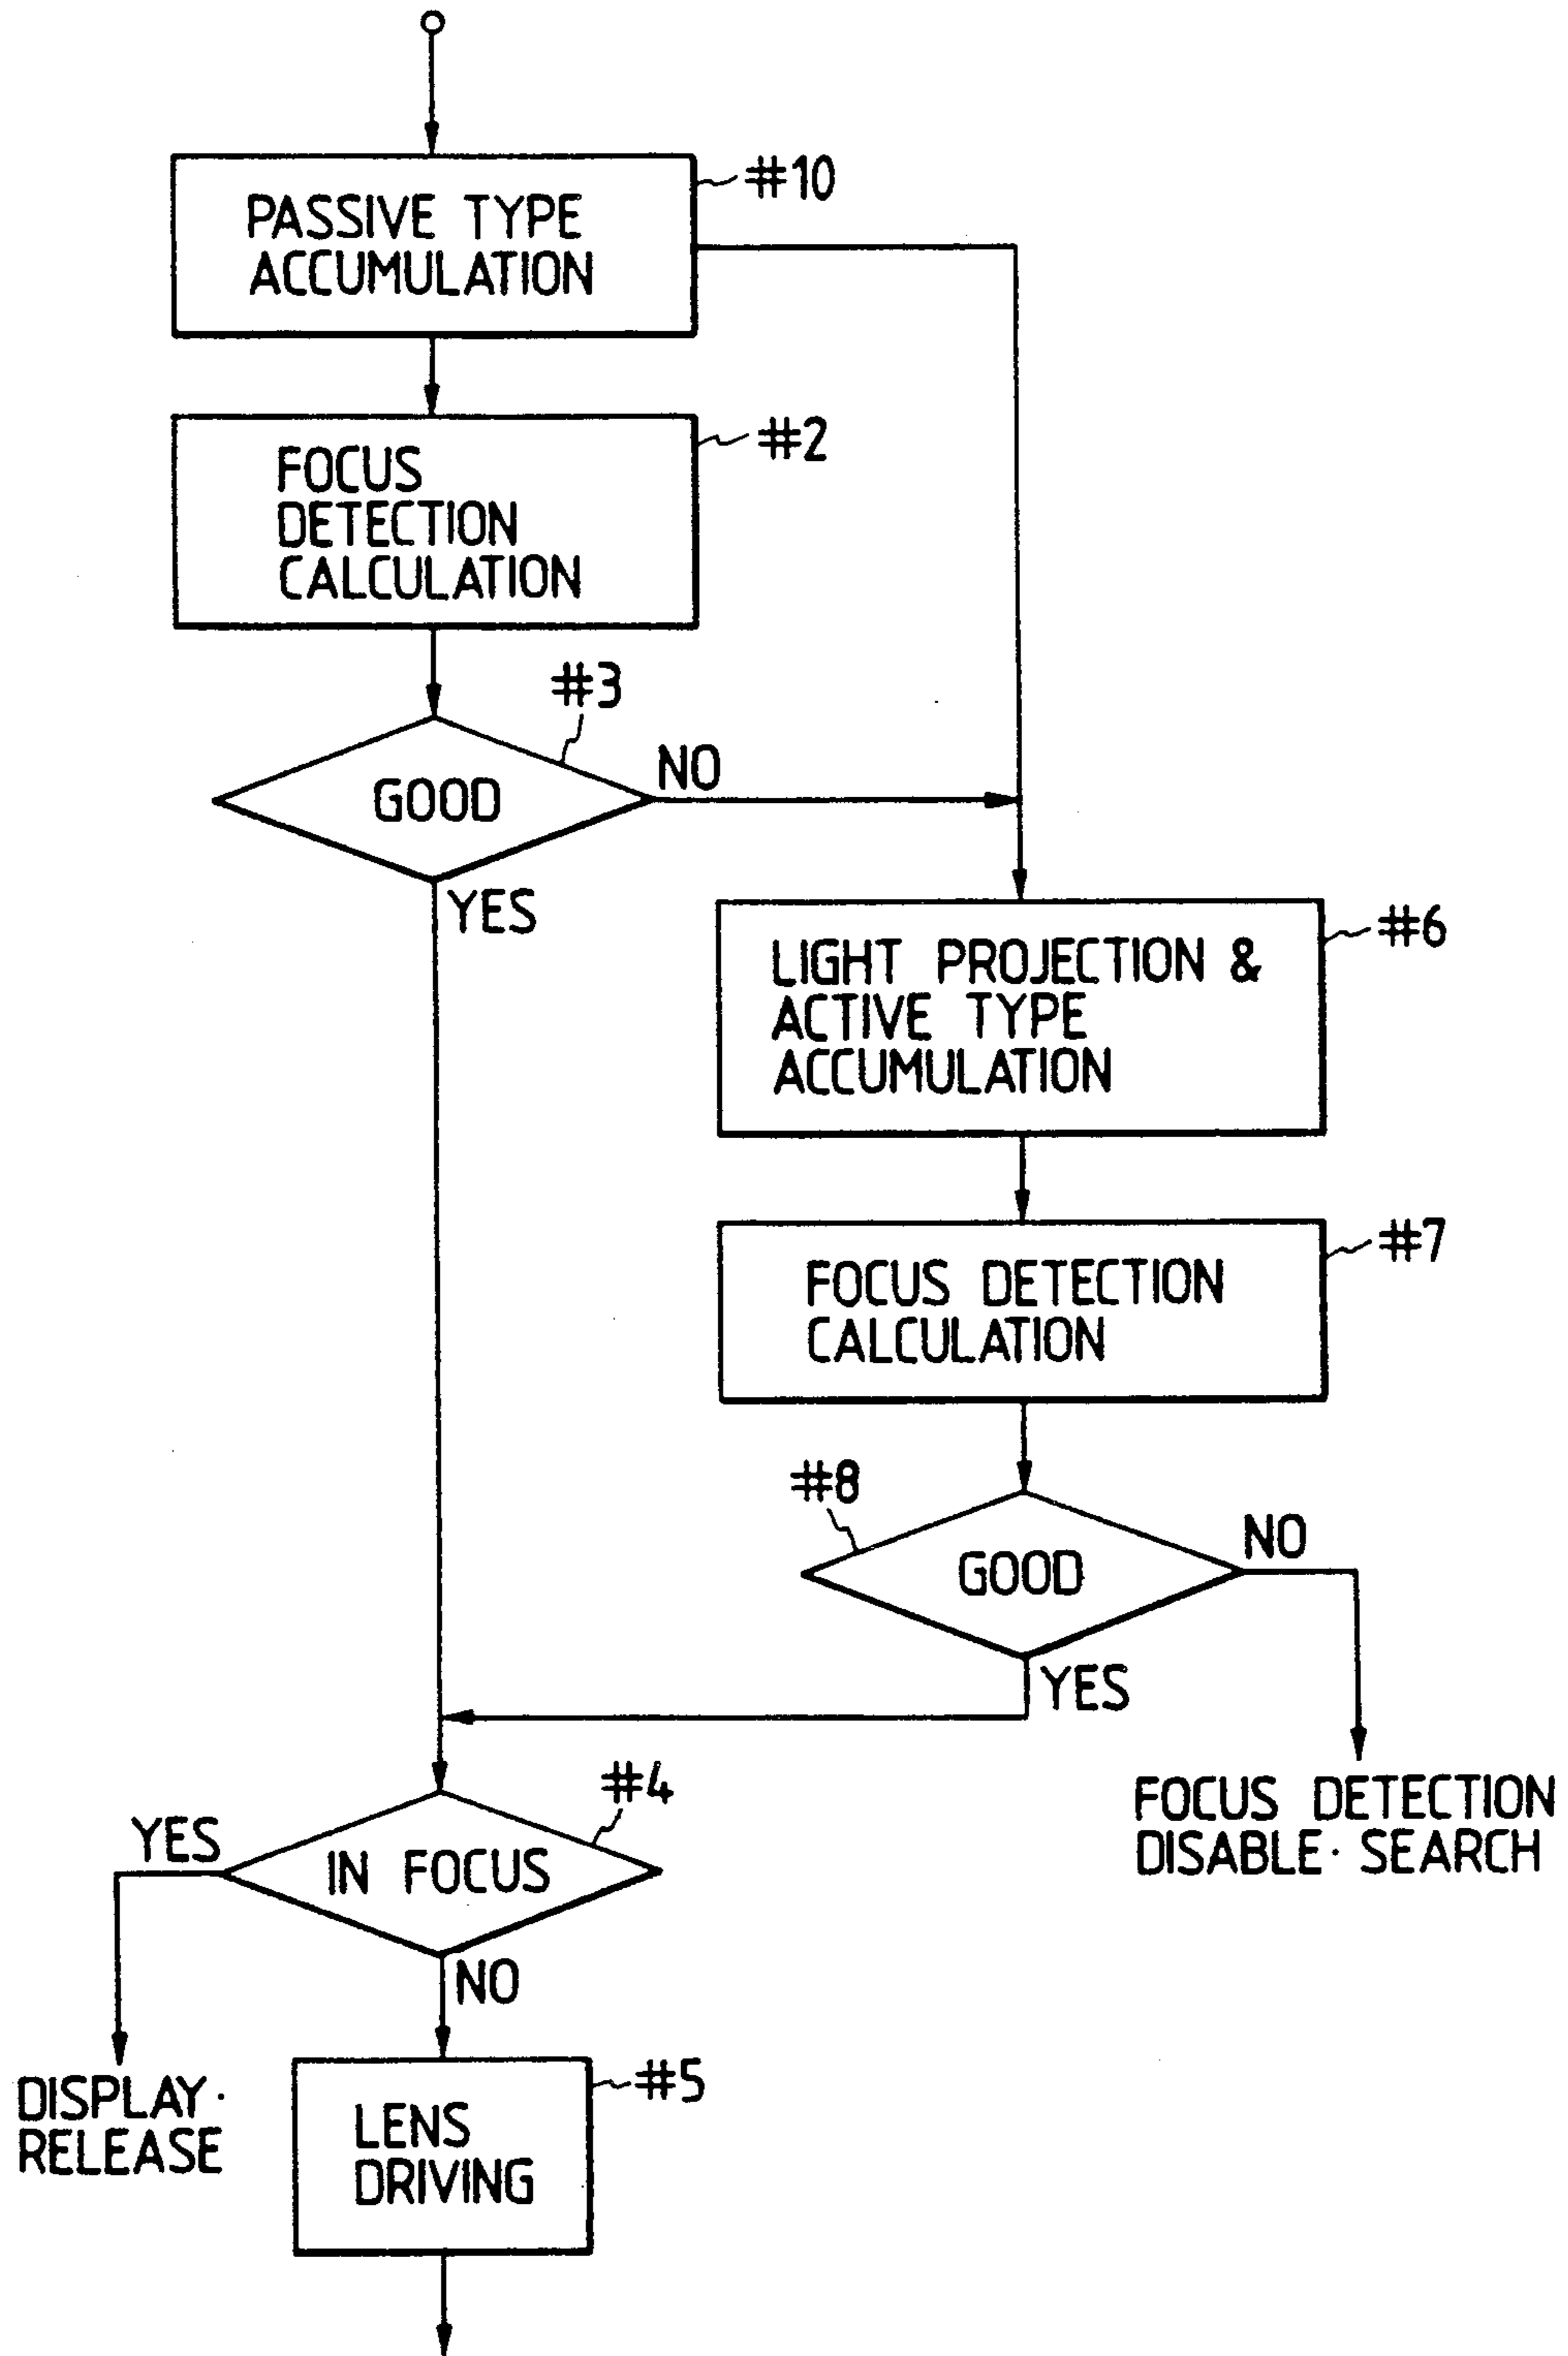 #10
PASSIVE TYPE
ACCUMULATION
#2
FOCUS
DETECTION
CALCULATION
#3
GOOD
NO
YES
#6
LIGHT PROJECTION &
ACTIVE TYPE
ACCUMULATION
#7
FOCUS DETECTION
CALCULATION
#8
GOOD
NO
YES
FOCUS DETECTION
DISABLE· SEARCH
#4
YES
IN FOCUS
NO
DISPLAY·
RELEASE
#5
LENS
DRIVING